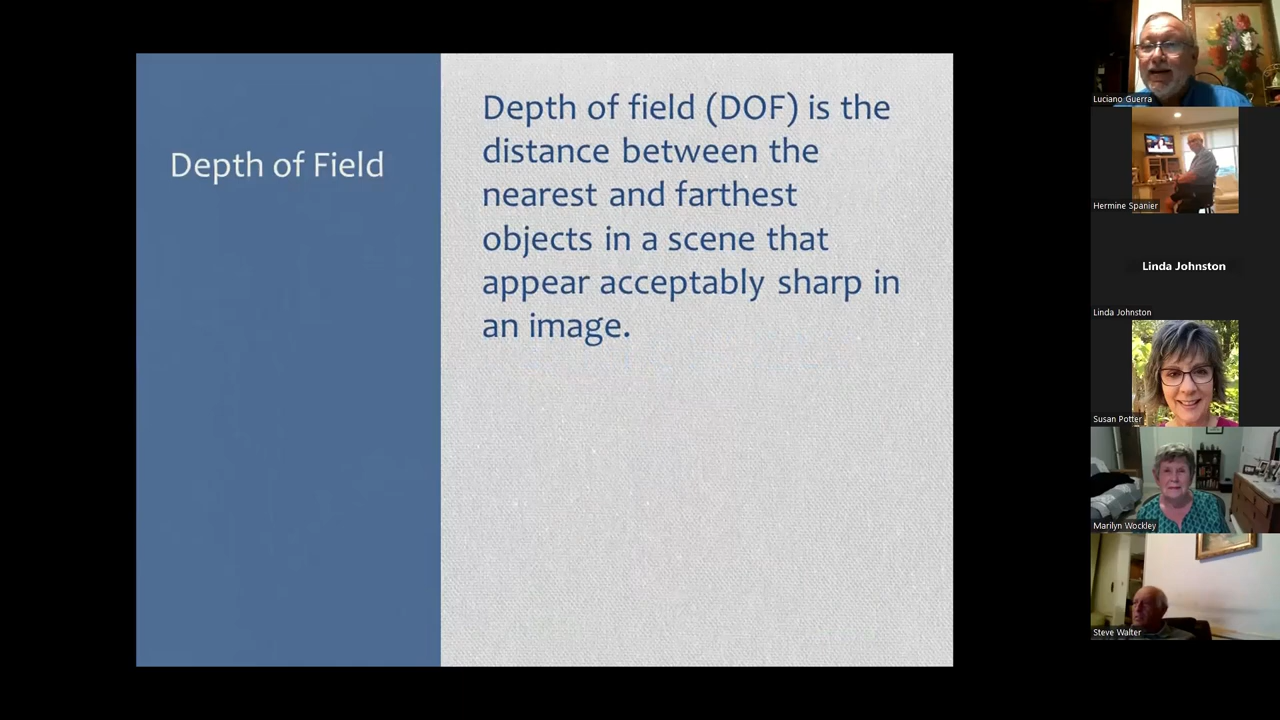 Depth of Field
Depth of field (DOF) is the
distance between the
nearest and farthest
objects in a scene that
appear acceptably sharp in
an image.
Luciano Guerra
Hermine Spanier
Linda Johnston
Linda Johnston
Susan Potter
Marilyn Wockley
Steve Walter